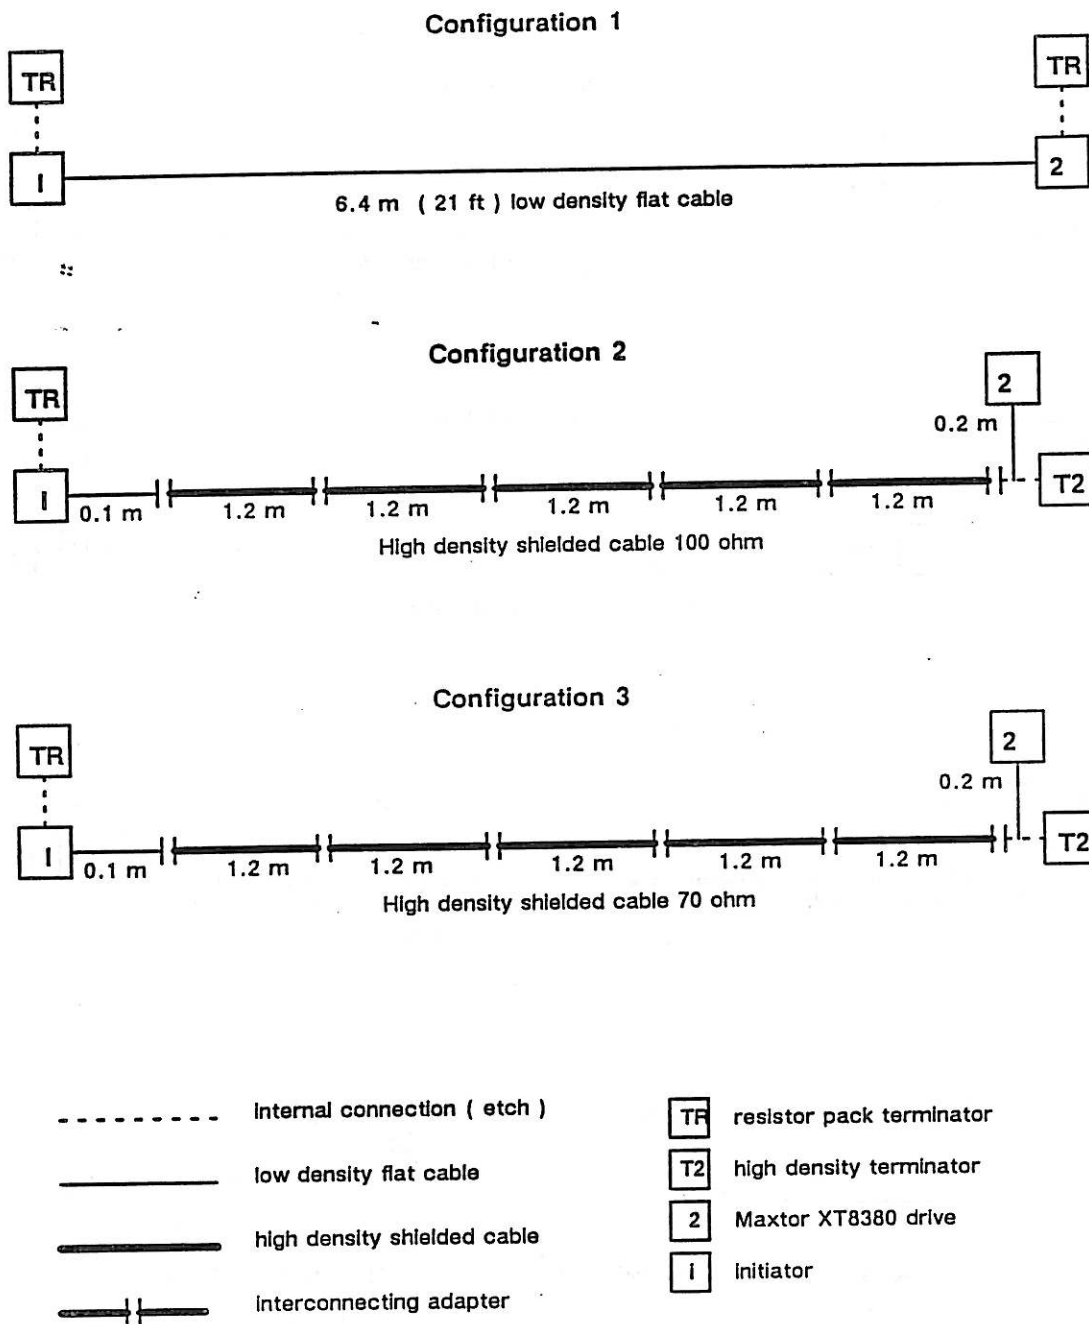 Configuration 1
TR
TR
I
2
6.4 m ( 21 ft ) low density flat cable
Configuration 2
TR
2
0.2 m
I
T2
0.1 m
1.2 m
1.2 m
1.2 m
1.2 m
1.2 m
High density shielded cable 100 ohm
Configuration 3
TR
2
0.2 m
I
T2
0.1 m
1.2 m
1.2 m
1.2 m
1.2 m
1.2 m
High density shielded cable 70 ohm
internal connection ( etch )
low density flat cable
high density shielded cable
interconnecting adapter
TR resistor pack terminator
T2 high density terminator
2 Maxtor XT8380 drive
i initiator